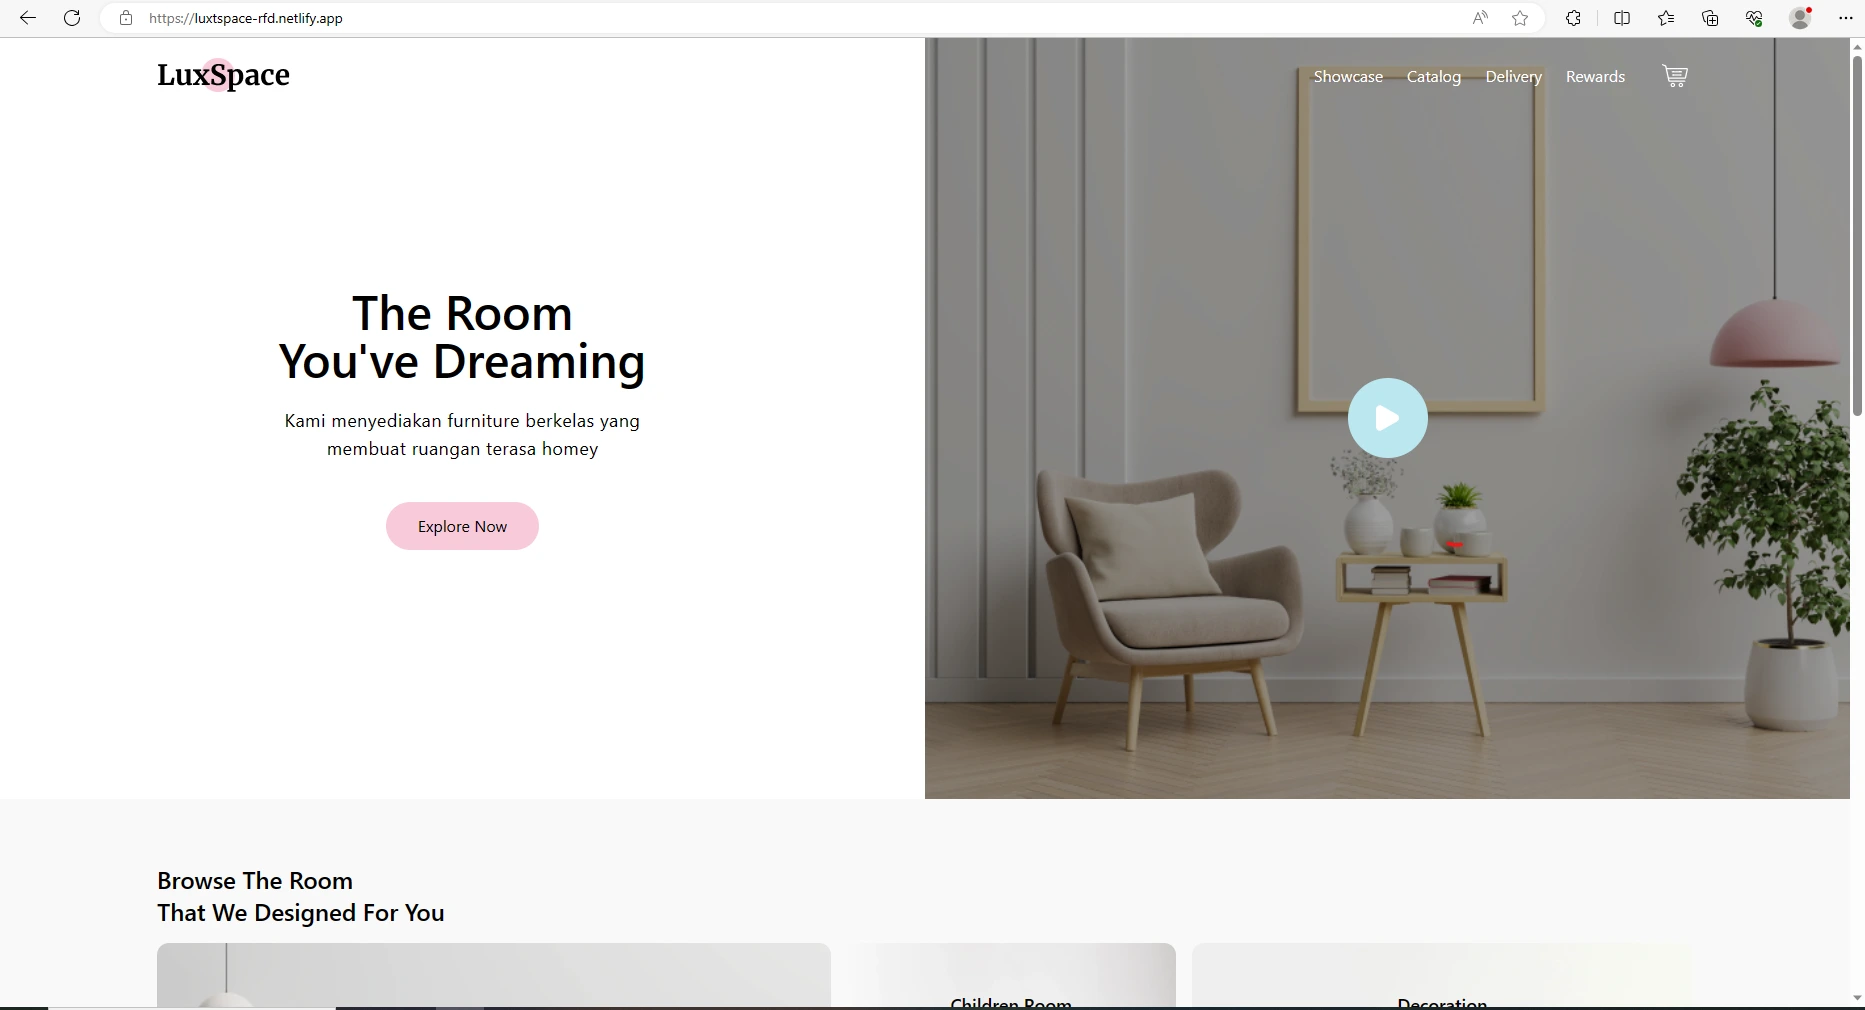 https://luxtspace-rfd.netlify.app
LuxSpace
Showcase Catalog Delivery Rewards
The Room
You've Dreaming
Kami menyediakan furniture berkelas yang
membuat ruangan terasa homey
Explore Now
Browse The Room
That We Designed For You
Children Room
Decoration